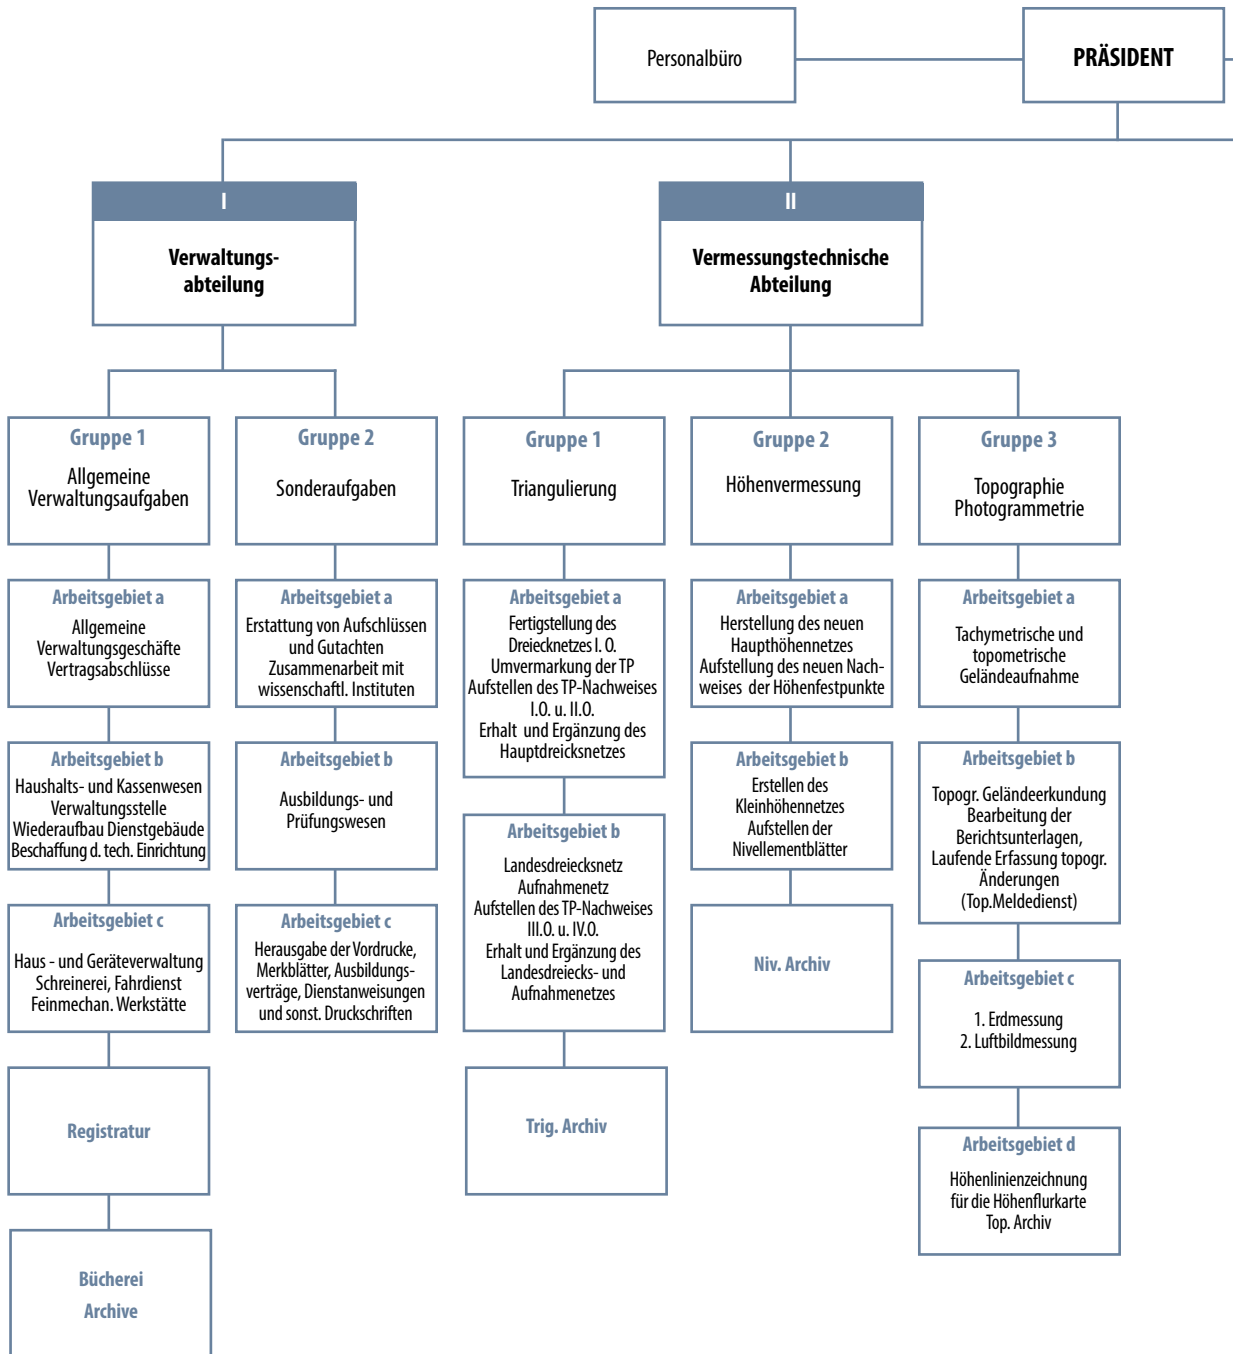 Personalbüro
PRÄSIDENT
I
Verwaltungs-
abteilung
II
Vermessungstechnische
Abteilung
Gruppe 1
Allgemeine
Verwaltungsaufgaben
Arbeitsgebiet a
Allgemeine
Verwaltungsgeschäfte
Vertragsabschlüsse
Arbeitsgebiet b
Haushalts- und Kassenwesen
Verwaltungsstelle
Wiederaufbau Dienstgebäude
Beschaffung d. tech. Einrichtung
Arbeitsgebiet c
Haus - und Geräteverwaltung
Schreinerei, Fahrdienst
Feinmechan. Werkstätte
Registratur
Bücherei
Archive
Gruppe 2
Sonderaufgaben
Arbeitsgebiet a
Erstattung von Aufschlüssen
und Gutachten
Zusammenarbeit mit
wissenschaftl. Instituten
Arbeitsgebiet b
Ausbildungs- und
Prüfungswesen
Arbeitsgebiet c
Herausgabe der Vordrucke,
Merkblätter, Ausbildungs-
verträge, Dienstanweisungen
und sonst. Druckschriften
Gruppe 1
Triangulierung
Arbeitsgebiet a
Fertigstellung des
Dreiecknetzes I. O.
Umvermarkung der TP
Aufstellen des TP-Nachweises
I.O. u. II.O.
Erhalt und Ergänzung des
Hauptdreicksnetzes
Arbeitsgebiet b
Landesdreiecksnetz
Aufnahmenetz
Aufstellen des TP-Nachweises
III.O. u. IV.O.
Erhalt und Ergänzung des
Landesdreiecks- und
Aufnahmenetzes
Trig. Archiv
Gruppe 2
Höhenvermessung
Arbeitsgebiet a
Herstellung des neuen
Haupthöhennetzes
Aufstellung des neuen Nach-
weises der Höhenfestpunkte
Arbeitsgebiet b
Erstellen des
Kleinhöhennetzes
Aufstellen der
Nivellementblätter
Niv. Archiv
Gruppe 3
Topographie
Photogrammetrie
Arbeitsgebiet a
Tachymetrische und
topometrische
Geländeaufnahme
Arbeitsgebiet b
Topogr. Geländeerkundung
Bearbeitung der
Berichtsunterlagen,
Laufende Erfassung topogr.
Änderungen
(Top.Meldedienst)
Arbeitsgebiet c
1. Erdmessung
2. Luftbildmessung
Arbeitsgebiet d
Höhenlinienzeichnung
für die Höhenflurkarte
Top. Archiv